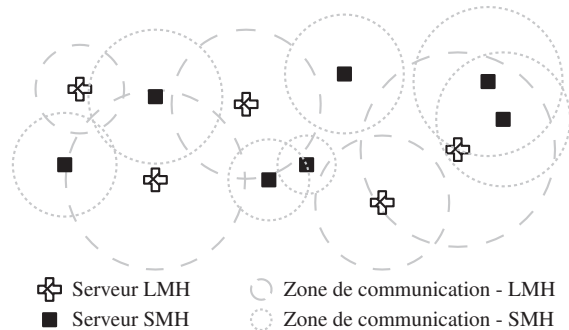 Serveur LMH
Zone de communication - LMH
Serveur SMH
Zone de communication - SMH